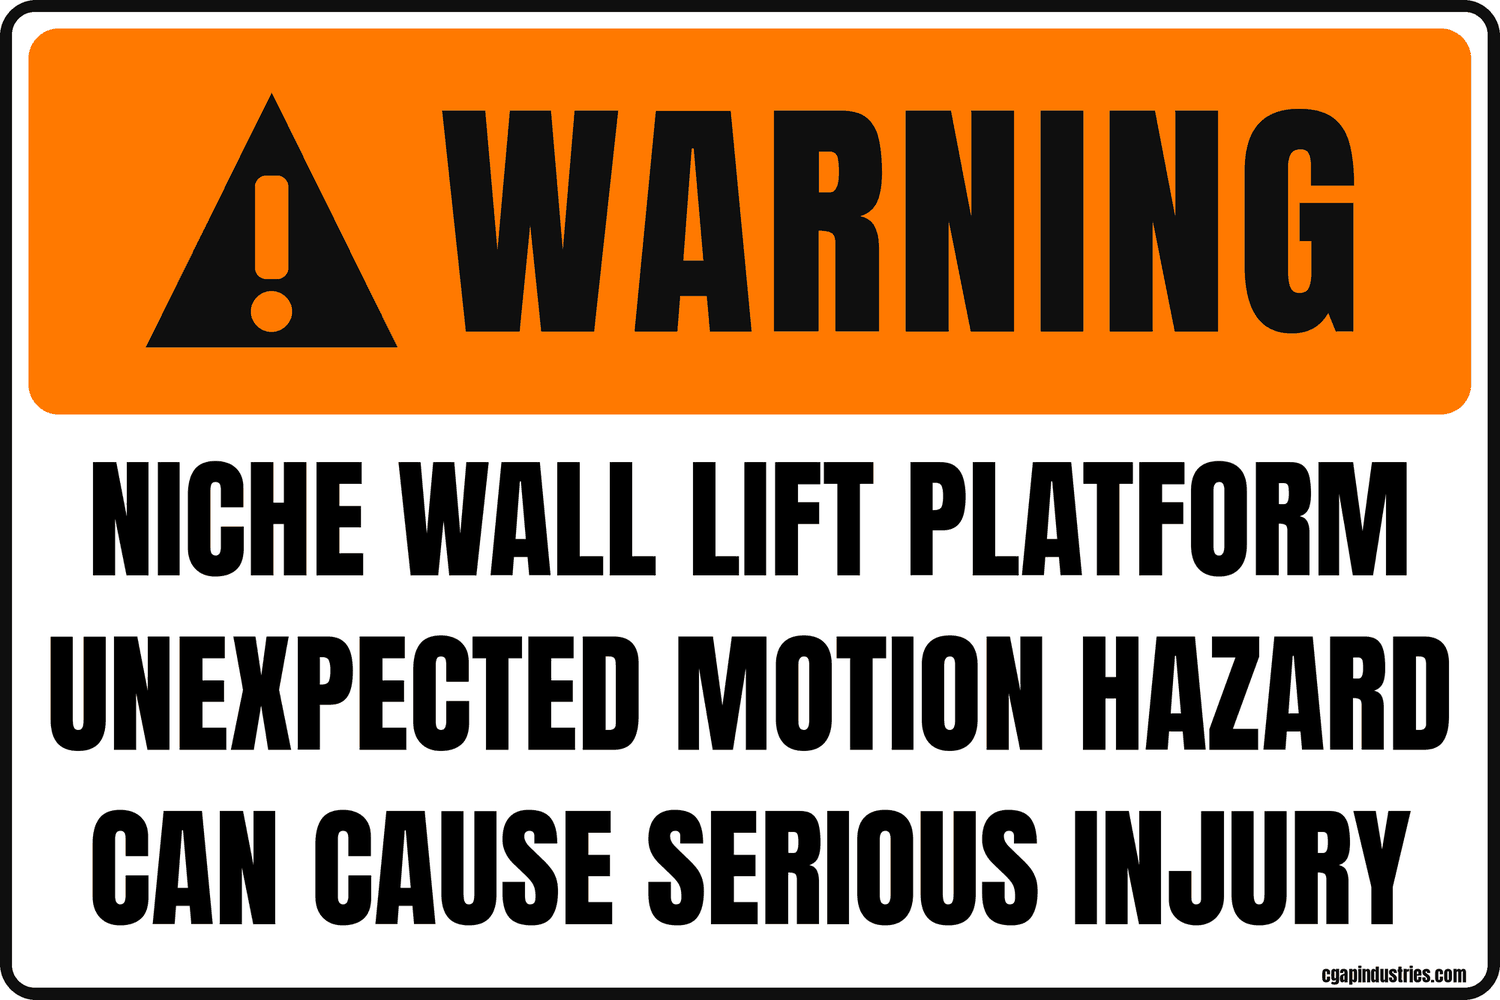 WARNING
NICHE WALL LIFT PLATFORM
UNEXPECTED MOTION HAZARD
CAN CAUSE SERIOUS INJURY
cgapindustries.com